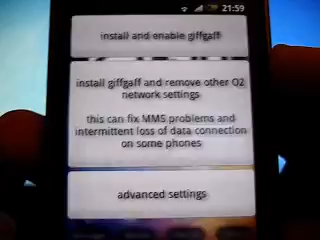 21:59
install and enable giffgaff
install giffgaff and remove other O2
network settings
this can fix MMS problems and
intermittent loss of data connection
on some phones
advanced settings